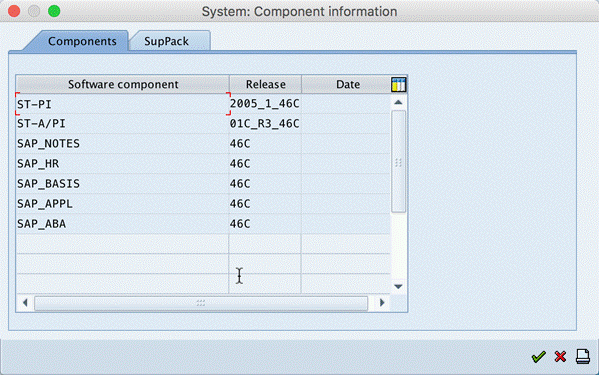 System: Component information
Components SupPack
Software component Release Date
ST-PI 2005_1_46C
ST-A/PI 01C_R3_46C
SAP_NOTES 46C
SAP_HR 46C
SAP_BASIS 46C
SAP_APPL 46C
SAP_ABA 46C